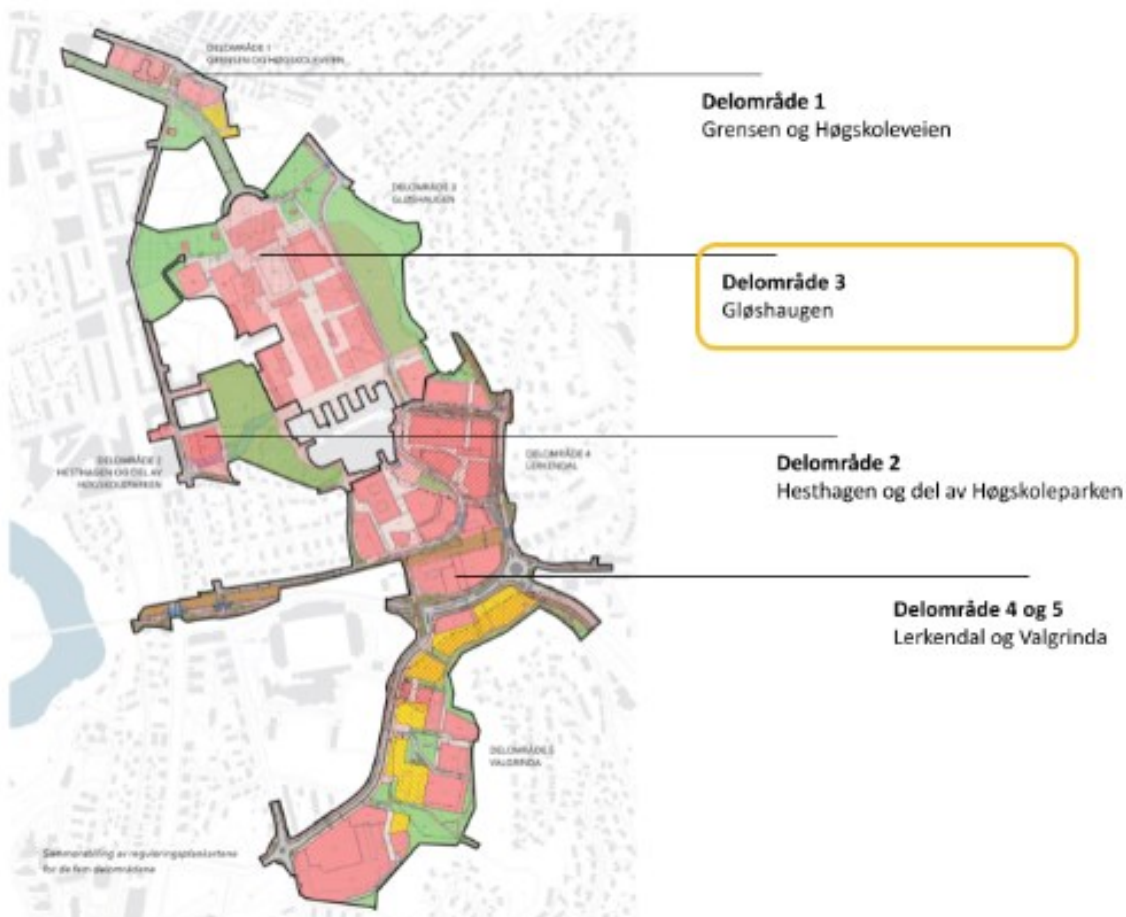 DELOMRÅDE 1
GRENSEN OG HØGSKOLEVEIEN
Delområde 1
Grensen og Høgskoleveien
DELOMRÅDE 3
GLØSHAUGEN
Delområde 3
Gløshaugen
DELOMRÅDE 2
HESTHAGEN OG DEL AV
HØGSKOLEPARKEN
DELOMRÅDE 4
LERKENDAL
Delområde 2
Hesthagen og del av Høgskoleparken
Delområde 4 og 5
Lerkendal og Valgrinda
DELOMRÅDE 5
VALGRINDA
Sammenstilling av reguleringsplankartene
for de fem delområdene